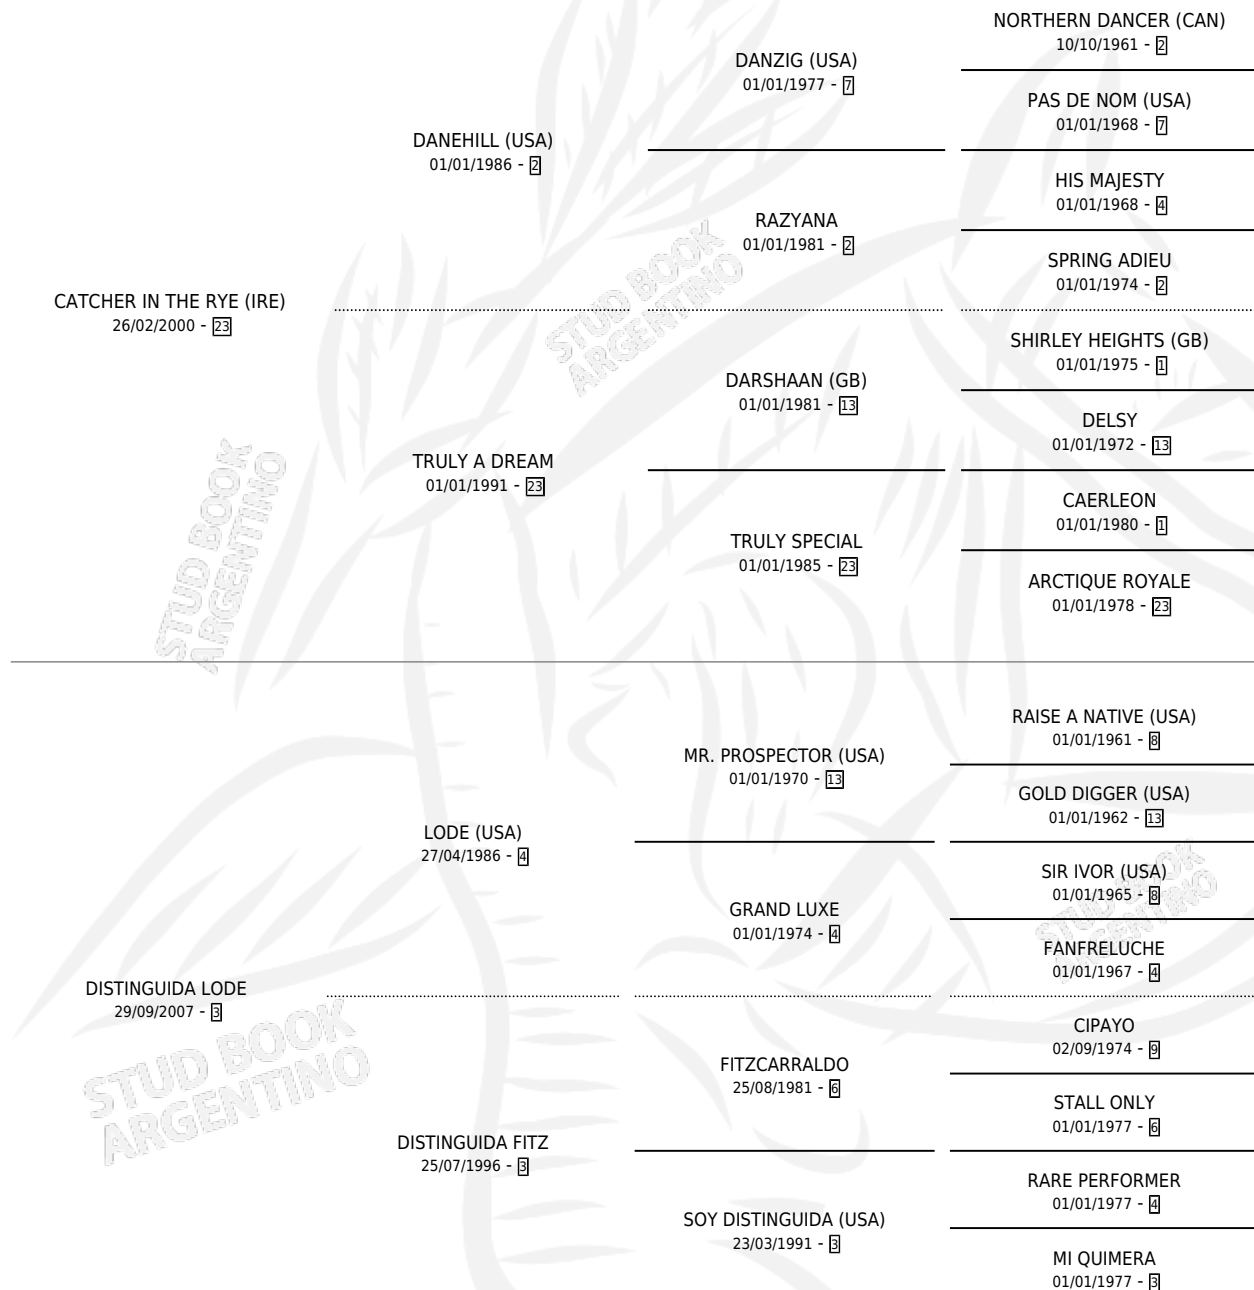 NORTHERN DANCER (CAN)
10/10/1961 - 2
DANZIG (USA)
01/01/1977 - 7
PAS DE NOM (USA)
01/01/1968 - 7
DANEHILL (USA)
01/01/1986 - 2
HIS MAJESTY
01/01/1968 - 4
RAZYANA
01/01/1981 - 2
SPRING ADIEU
01/01/1974 - 2
CATCHER IN THE RYE (IRE)
26/02/2000 - 23
SHIRLEY HEIGHTS (GB)
01/01/1975 - 1
DARSHAAN (GB)
01/01/1981 - 13
DELSY
01/01/1972 - 13
TRULY A DREAM
01/01/1991 - 23
CAERLEON
01/01/1980 - 1
TRULY SPECIAL
01/01/1985 - 23
ARCTIQUE ROYALE
01/01/1978 - 23
RAISE A NATIVE (USA)
01/01/1961 - 8
MR. PROSPECTOR (USA)
01/01/1970 - 13
GOLD DIGGER (USA)
01/01/1962 - 13
LODE (USA)
27/04/1986 - 4
SIR IVOR (USA)
01/01/1965 - 8
GRAND LUXE
01/01/1974 - 4
FANFRELUCHE
01/01/1967 - 4
DISTINGUIDA LODE
29/09/2007 - 3
CIPAYO
02/09/1974 - 9
FITZCARRALDO
25/08/1981 - 6
STALL ONLY
01/01/1977 - 6
DISTINGUIDA FITZ
25/07/1996 - 3
RARE PERFORMER
01/01/1977 - 4
SOY DISTINGUIDA (USA)
23/03/1991 - 3
MI QUIMERA
01/01/1977 - 3
STUD BOOK
ARGENTINO
STUD BOOK
ARGENTINO
STUD BOOK
ARGENTINO
STUD BOOK
ARGENTINO